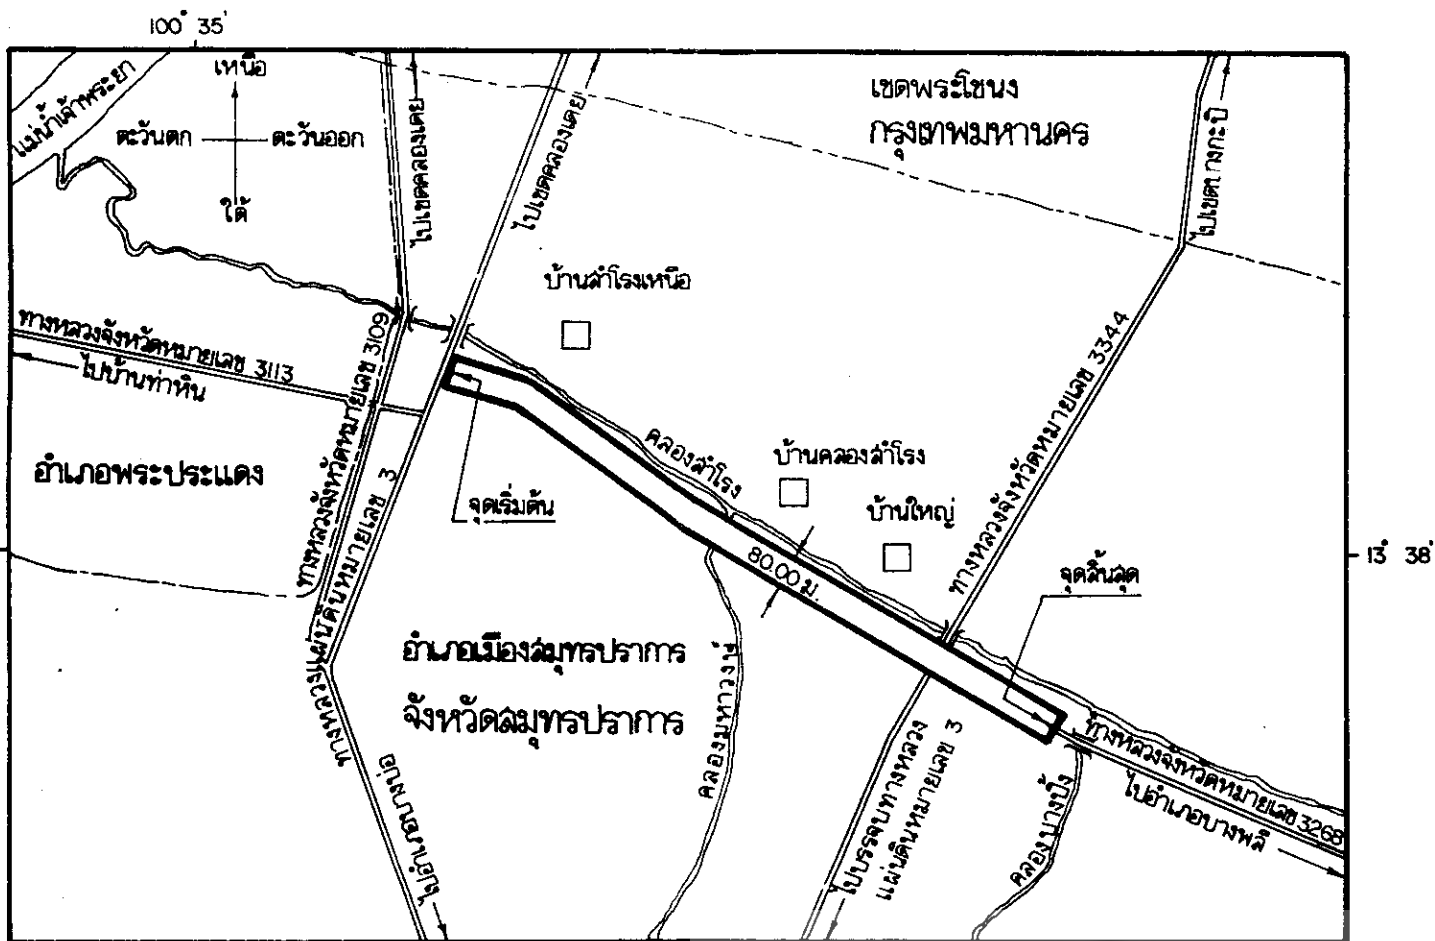 100° 35'
เหนือ
ตะวันตก
ตะวันออก
ใต้
แม่น้ำเจ้าพระยา
ไปเขตคลองเตย
ไปเขตคลองเตย
เขตพระโขนง
กรุงเทพมหานคร
ไปเขตบางกะปิ
บ้านสำโรงเหนือ
ทางหลวงจังหวัดหมายเลข 3113
ไปบ้านท่าหิน
ทางหลวงจังหวัดหมายเลข 3109
ทางหลวงจังหวัดหมายเลข 3344
อำเภอพระประแดง
คลองสำโรง
บ้านคลองสำโรง
จุดเริ่มต้น
บ้านใหญ่
13° 38'
80.00 ม.
จุดสิ้นสุด
ทางหลวงแผ่นดินหมายเลข 3
อำเภอเมืองสมุทรปราการ
จังหวัดสมุทรปราการ
คลองมหาวงษ์
ทางหลวงจังหวัดหมายเลข 3268
ไปอำเภอบางพลี
ไปอำเภอบางบ่อ
ไปบรรจบทางหลวง
แผ่นดินหมายเลข 3
คลองบางปิ้ง